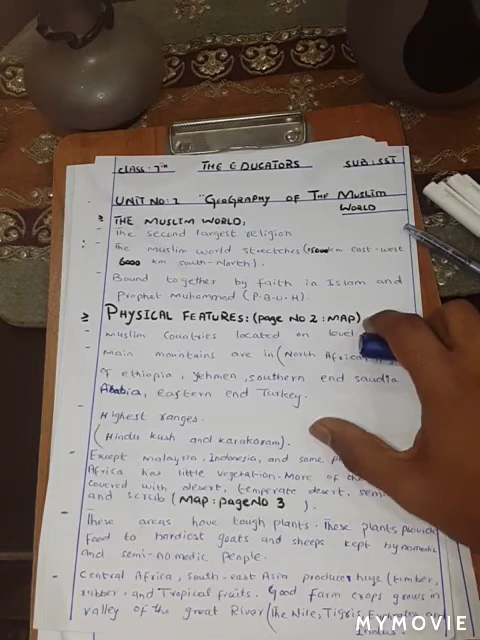 CLASS: 7TH THE EDUCATORS SUB: SST
UNIT NO: 1 "GEOGRAPHY OF THE MUSLIM
WORLD
THE MUSLIM WORLD;
The second largest religion
The Muslim world stretches (15000km east-west
6000 km south-North).
Bound together by faith in Islam and
Prophet Muhammad (P.B.U.H).
PHYSICAL FEATURES: (page NO 2: MAP)
Muslim countries located on level
main mountains are in (North Africa
of ethiopia, Yehmen, southern end saudia
Arabia, Eastern end Turkey.
Highest ranges.
(Hindu kush and karakoram).
Except malaysia, Indonesia, and some
Africa has little vegetation. More of the
covered with desert, temperate desert, semi
and scrub (MAP: page NO 3 ).
These areas have tough plants. These plants provide
food to hardiest goats and sheeps kept by nomadic
and semi-nomadic people.
Central Africa, South-east Asia produce huge (timber,
rubber, and Tropical fruits. Good farm crops grows in
valley of the great River (The Nile, Tigris, and
Indus
MYMOVIE